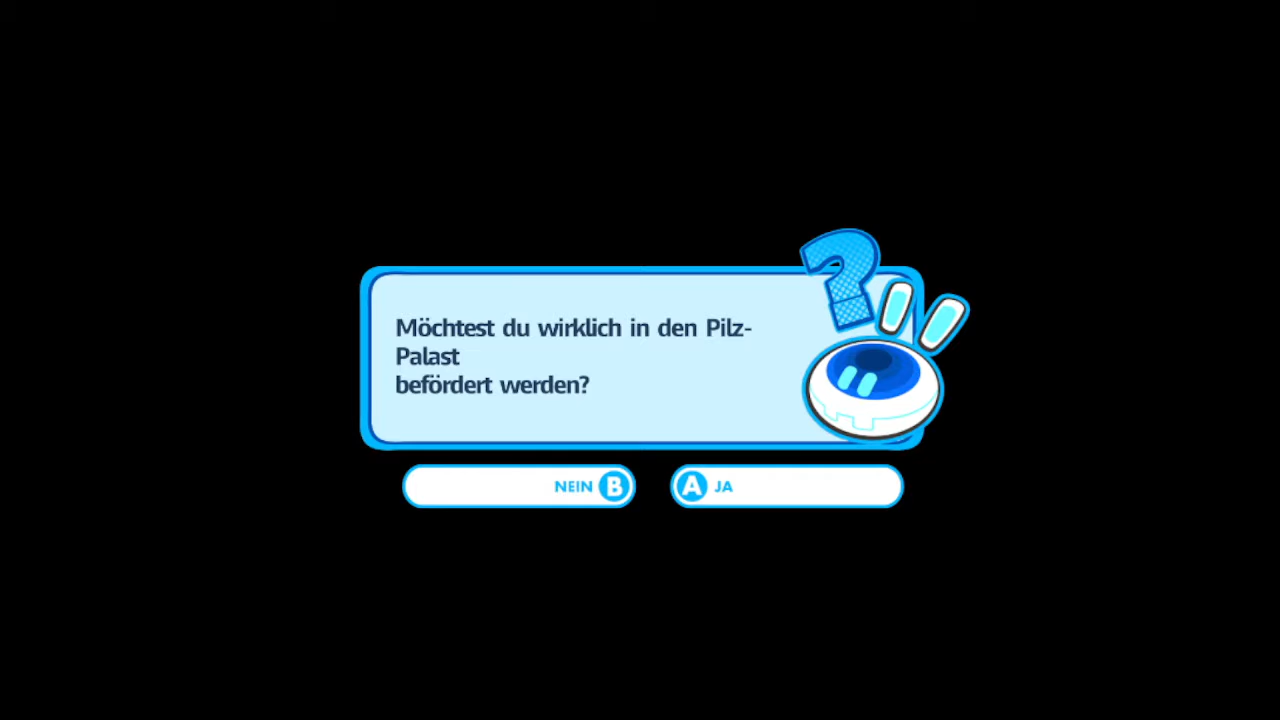 Möchtest du wirklich in den Pilz-
Palast
befördert werden?
NEIN B
A JA